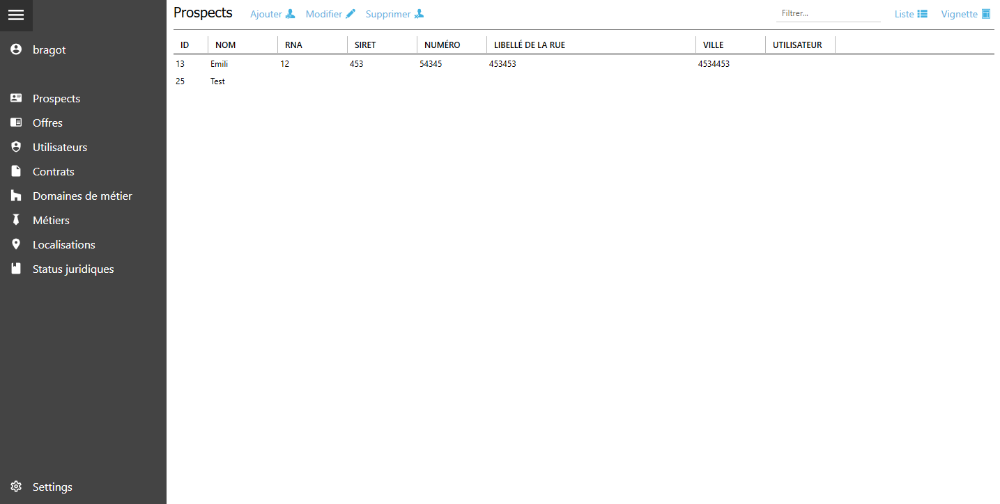 bragot
Prospects
Offres
Utilisateurs
Contrats
Domaines de métier
Métiers
Localisations
Status juridiques
Settings
Prospects Ajouter Modifier Supprimer Filtrer... Liste Vignette
ID NOM RNA SIRET NUMÉRO LIBELLÉ DE LA RUE VILLE UTILISATEUR
13 Emili 12 453 54345 453453 4534453
25 Test